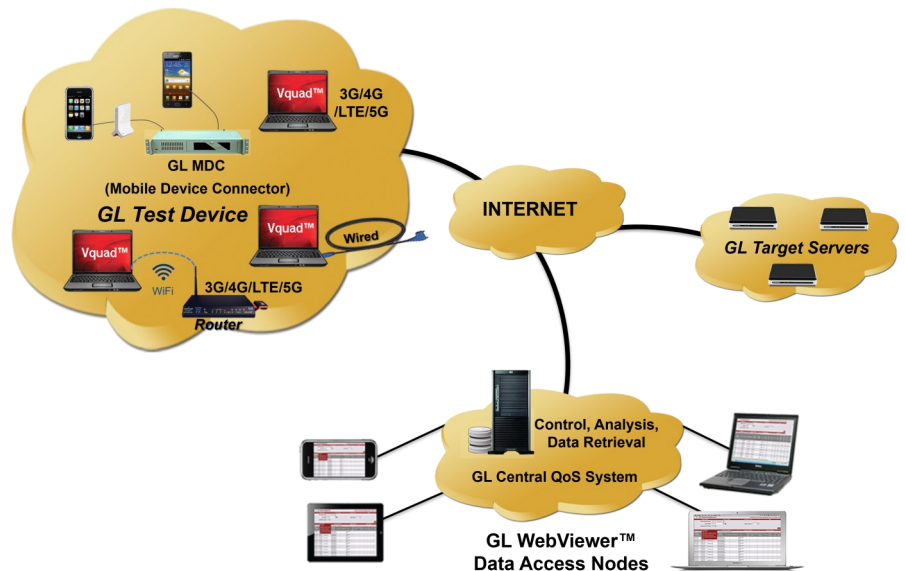 Vquad™
3G/4G
/LTE/5G
GL MDC
(Mobile Device Connector)
GL Test Device
Vquad™
Wired
Vquad™
WiFi
3G/4G/LTE/5G
Router
INTERNET
GL Target Servers
Control, Analysis,
Data Retrieval
GL Central QoS System
GL WebViewer™
Data Access Nodes